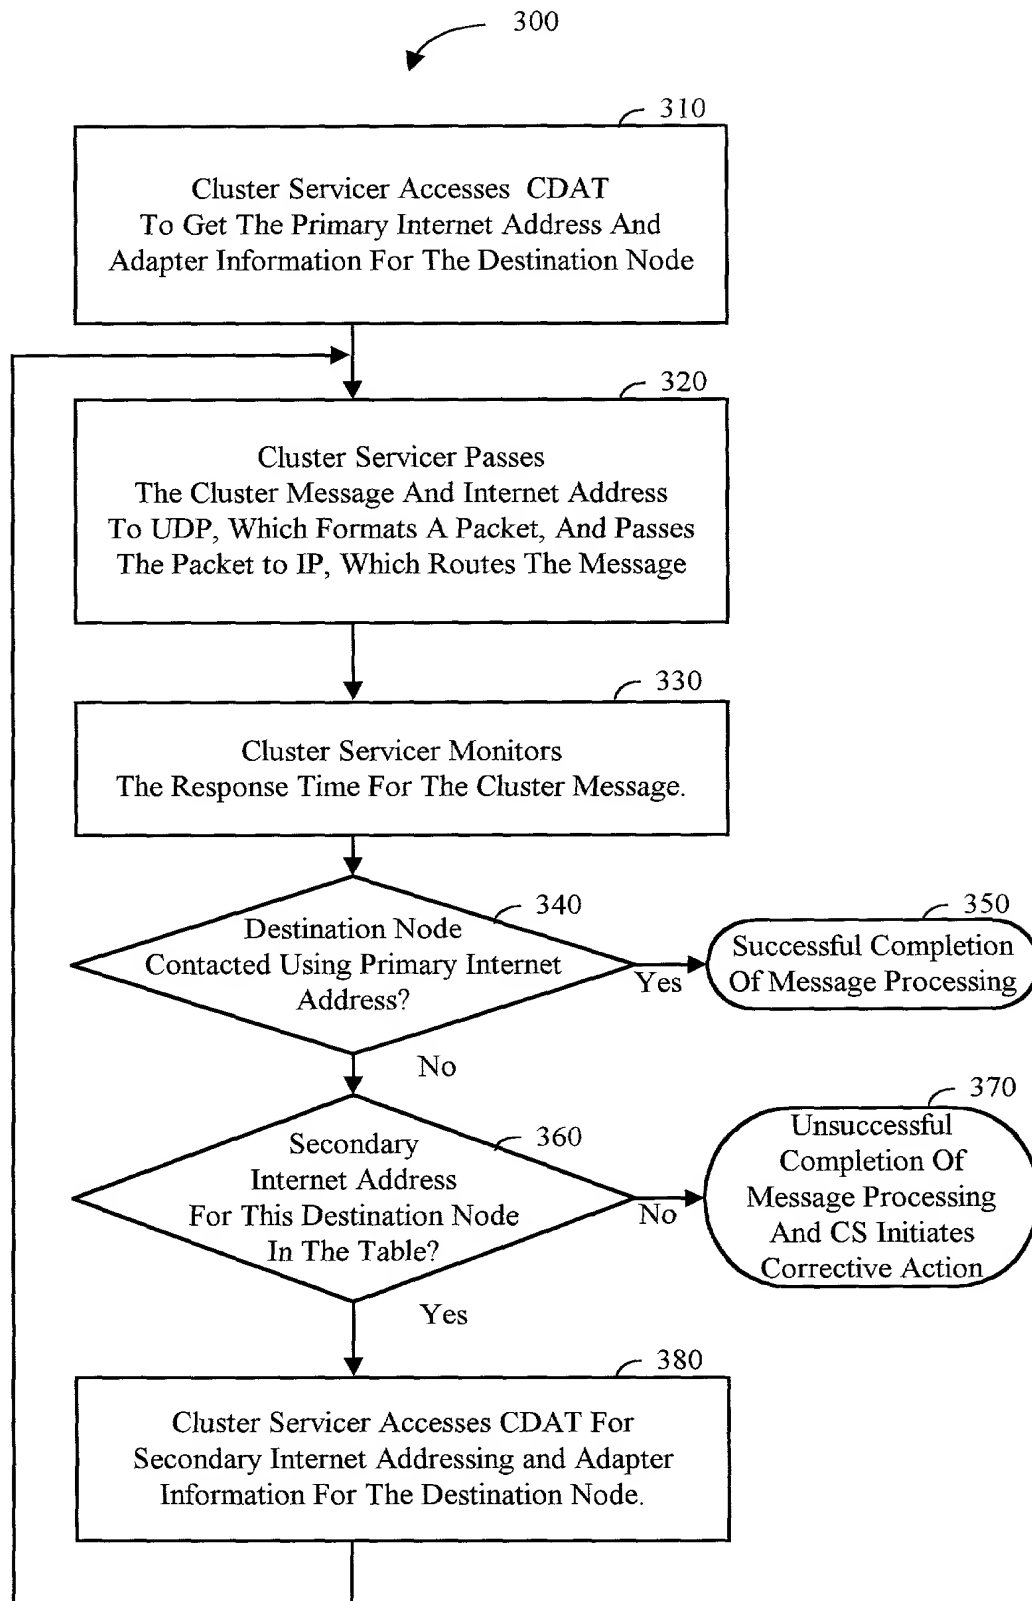 300
310
Cluster Servicer Accesses CDAT
To Get The Primary Internet Address And
Adapter Information For The Destination Node
320
Cluster Servicer Passes
The Cluster Message And Internet Address
To UDP, Which Formats A Packet, And Passes
The Packet to IP, Which Routes The Message
330
Cluster Servicer Monitors
The Response Time For The Cluster Message.
340
Destination Node
Contacted Using Primary Internet
Address?
Yes
350
Successful Completion
Of Message Processing
No
360
Secondary
Internet Address
For This Destination Node
In The Table?
No
370
Unsuccessful
Completion Of
Message Processing
And CS Initiates
Corrective Action
Yes
380
Cluster Servicer Accesses CDAT For
Secondary Internet Addressing and Adapter
Information For The Destination Node.